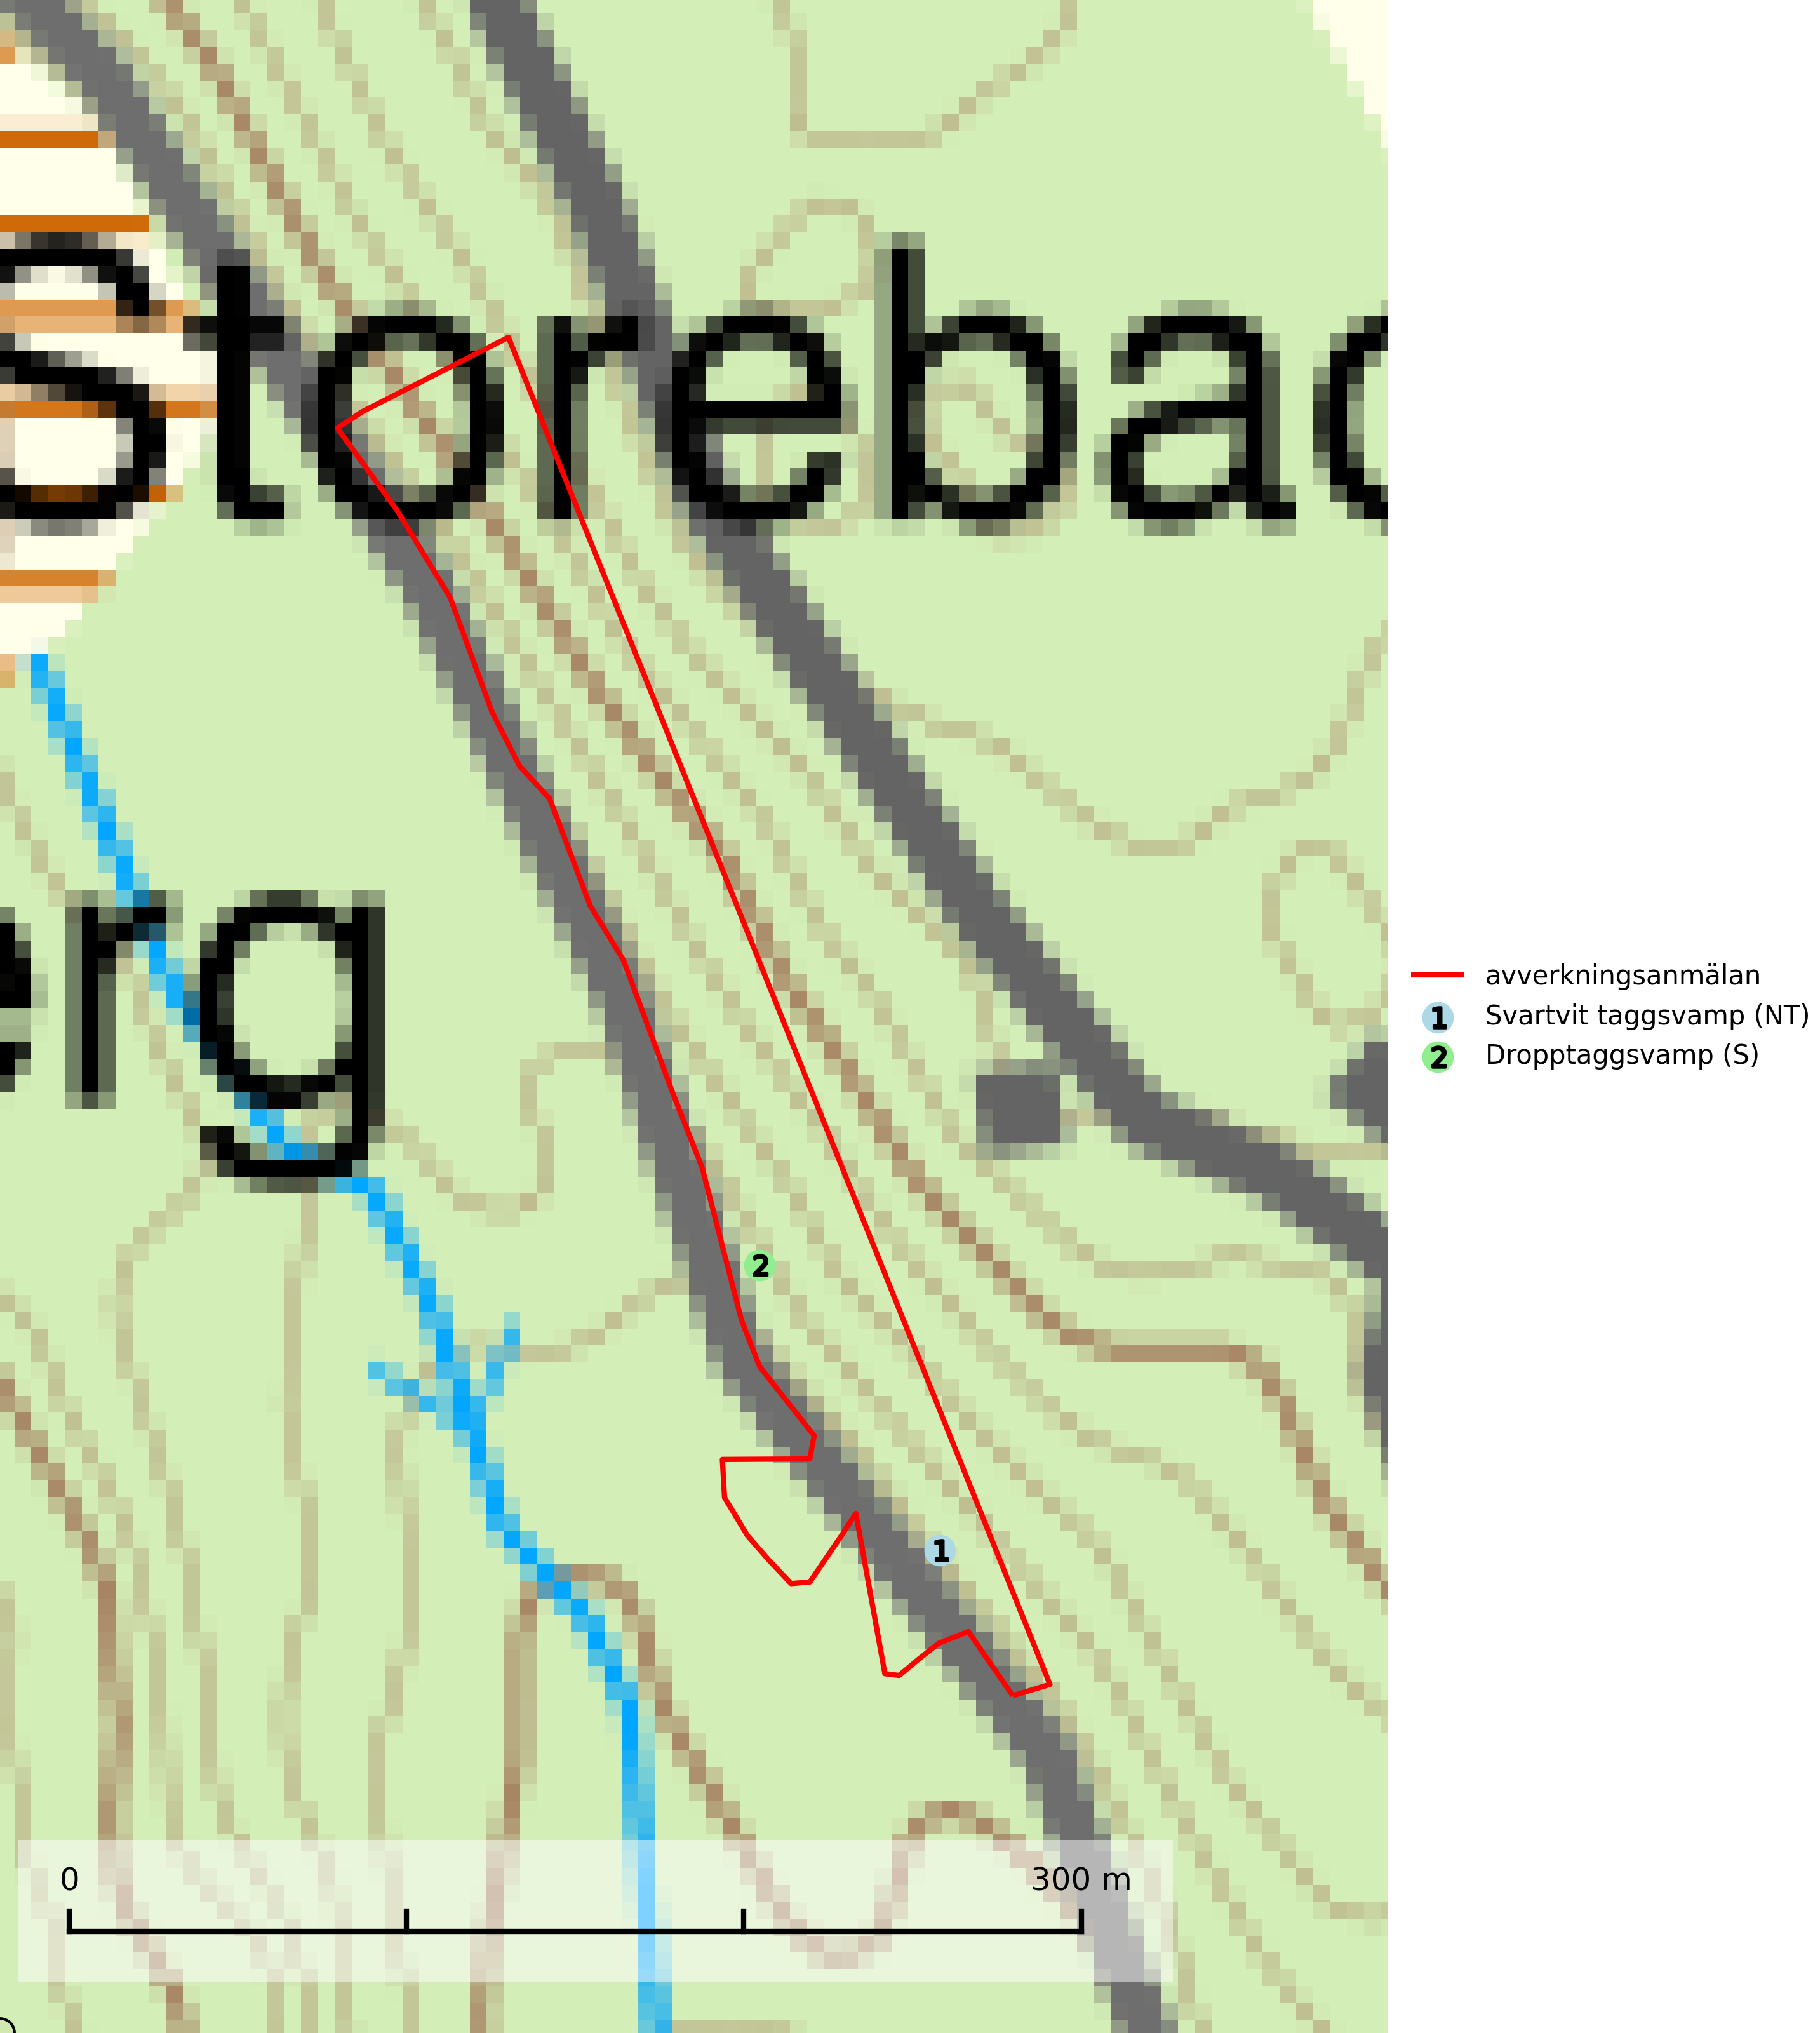 Storebac
erg
avverkningsanmälan
1 Svartvit taggsvamp (NT)
2 Dropptaggsvamp (S)
2
1
0 300 m